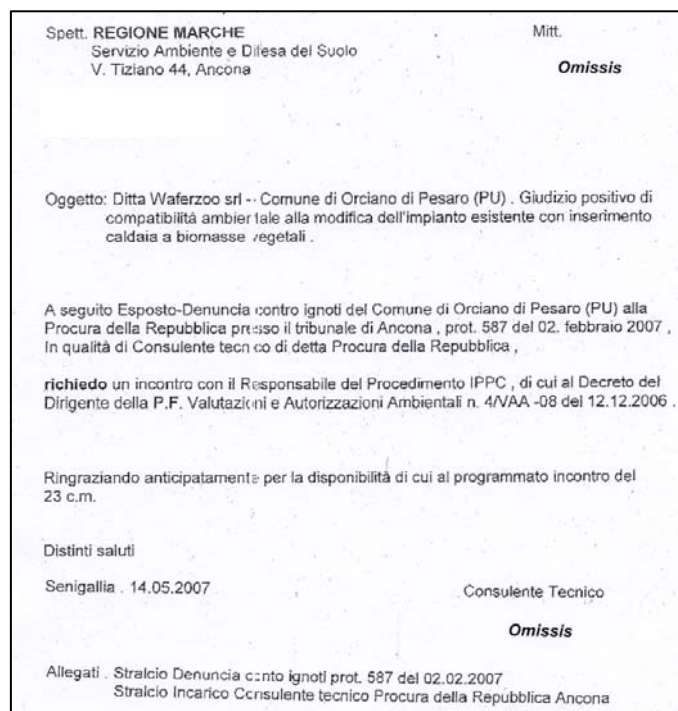 Spett. REGIONE MARCHE
Mitt.
Servizio Ambiente e Difesa del Suolo
V. Tiziano 44, Ancona
Omissis
Oggetto: Ditta Waferzoo srl -- Comune di Orciano di Pesaro (PU) . Giudizio positivo di
compatibilità ambientale alla modifica dell'impianto esistente con inserimento
caldaia a biomasse vegetali .
A seguito Esposto-Denuncia contro ignoti del Comune di Orciano di Pesaro (PU) alla
Procura della Repubblica presso il tribunale di Ancona , prot. 587 del 02. febbraio 2007 ,
In qualità di Consulente tecnico di detta Procura della Repubblica ,
richiedo un incontro con il Responsabile del Procedimento IPPC , di cui al Decreto del
Dirigente della P.F. Valutazioni e Autorizzazioni Ambientali n. 4/VAA -08 del 12.12.2006 .
Ringraziando anticipatamente per la disponibilità di cui al programmato incontro del
23 c.m.
Distinti saluti
Senigallia . 14.05.2007
Consulente Tecnico
Omissis
Allegati . Stralcio Denuncia conto ignoti prot. 587 del 02.02.2007
Stralcio Incarico Consulente tecnico Procura della Repubblica Ancona